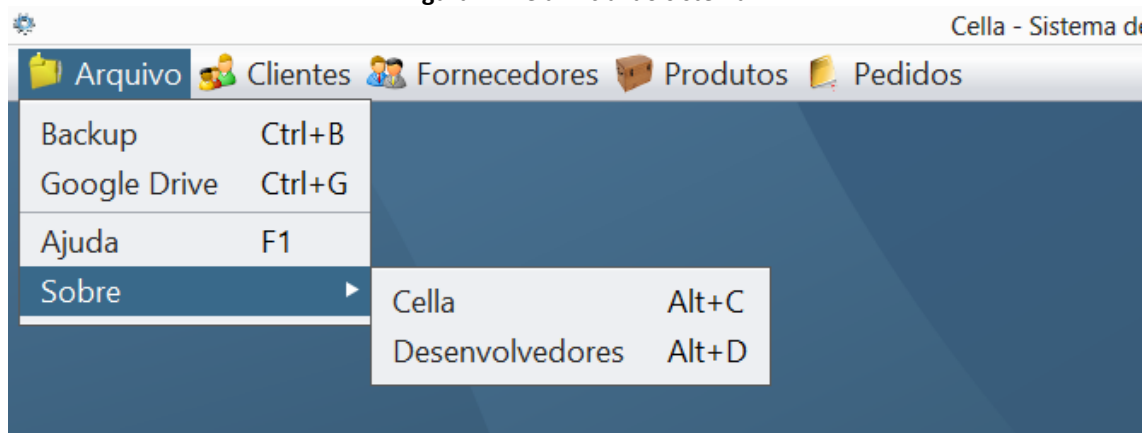 Cella - Sistema de
Arquivo Clientes Fornecedores Produtos Pedidos
Backup Ctrl+B
Google Drive Ctrl+G
Ajuda F1
Sobre
Cella Alt+C
Desenvolvedores Alt+D